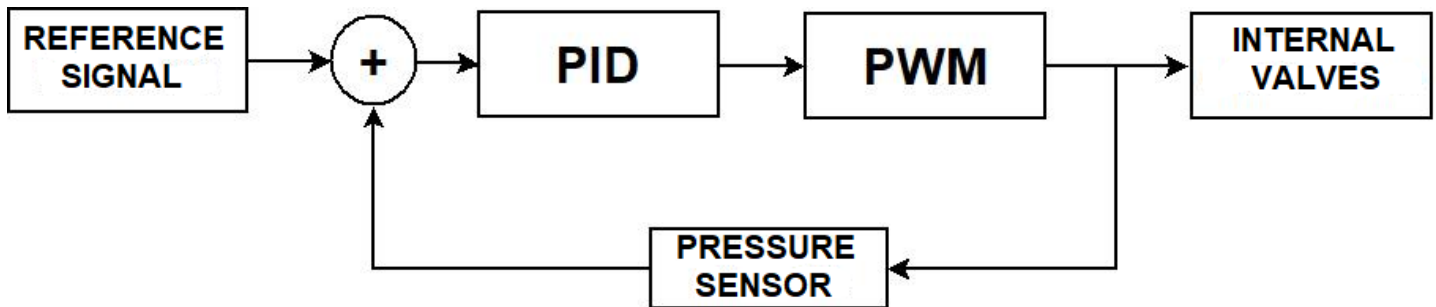 REFERENCE
SIGNAL
+
PID
PWM
INTERNAL
VALVES
PRESSURE
SENSOR